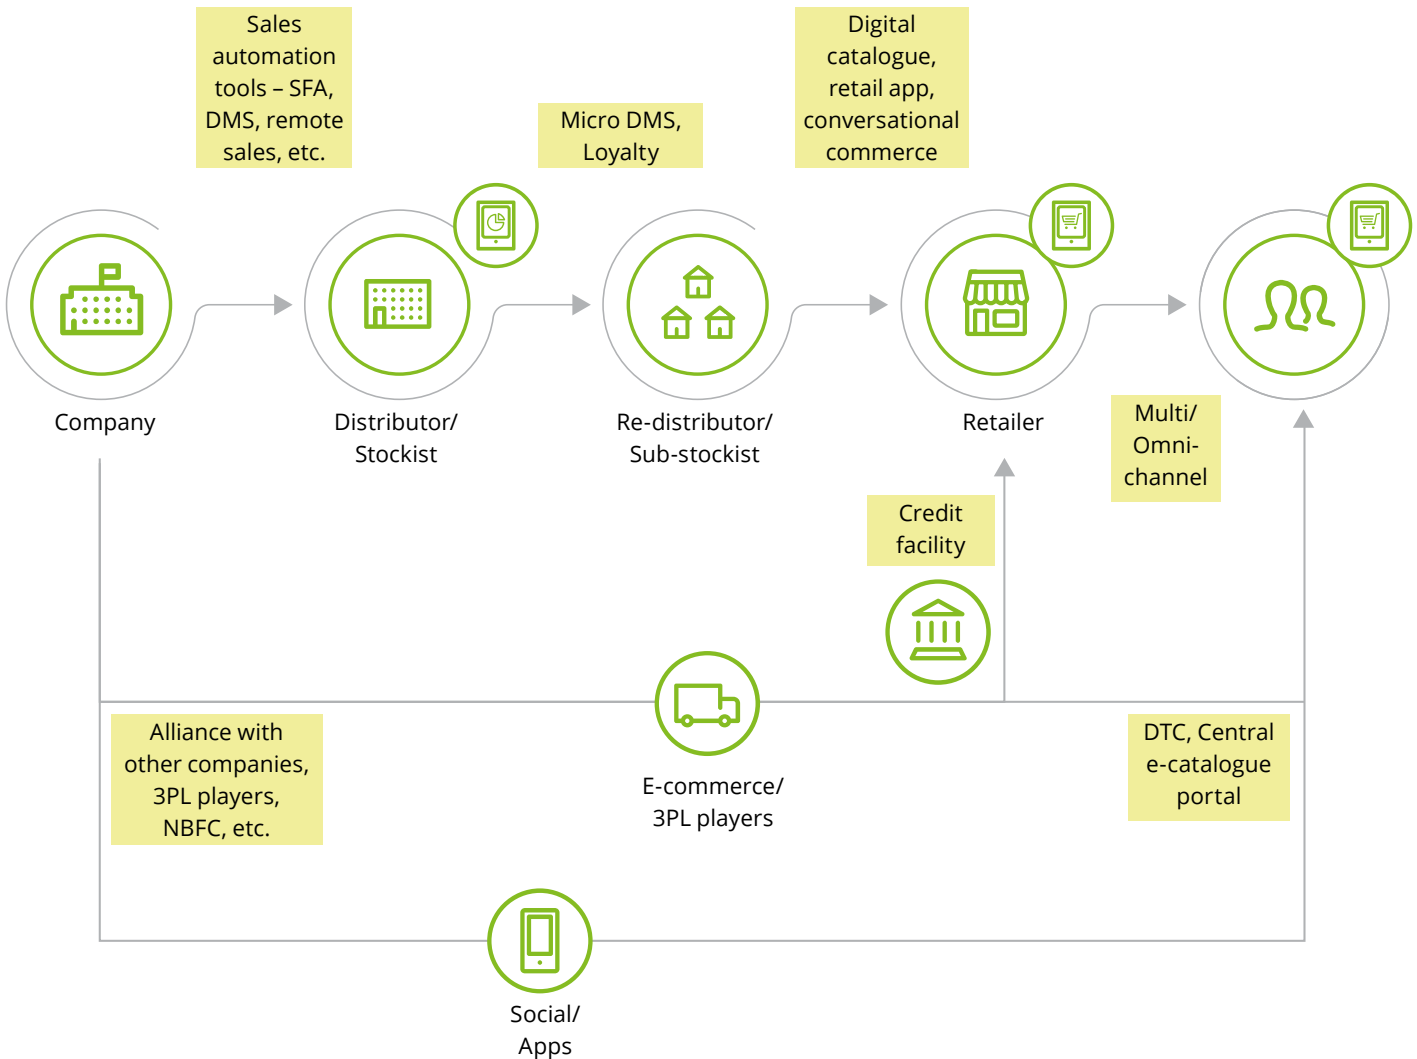 Sales
automation
tools – SFA,
DMS, remote
sales, etc.
Micro DMS,
Loyalty
Digital
catalogue,
retail app,
conversational
commerce
Company
Distributor/
Stockist
Re-distributor/
Sub-stockist
Retailer
Multi/
Omni-
channel
Credit
facility
Alliance with
other companies,
3PL players,
NBFC, etc.
E-commerce/
3PL players
DTC, Central
e-catalogue
portal
Social/
Apps